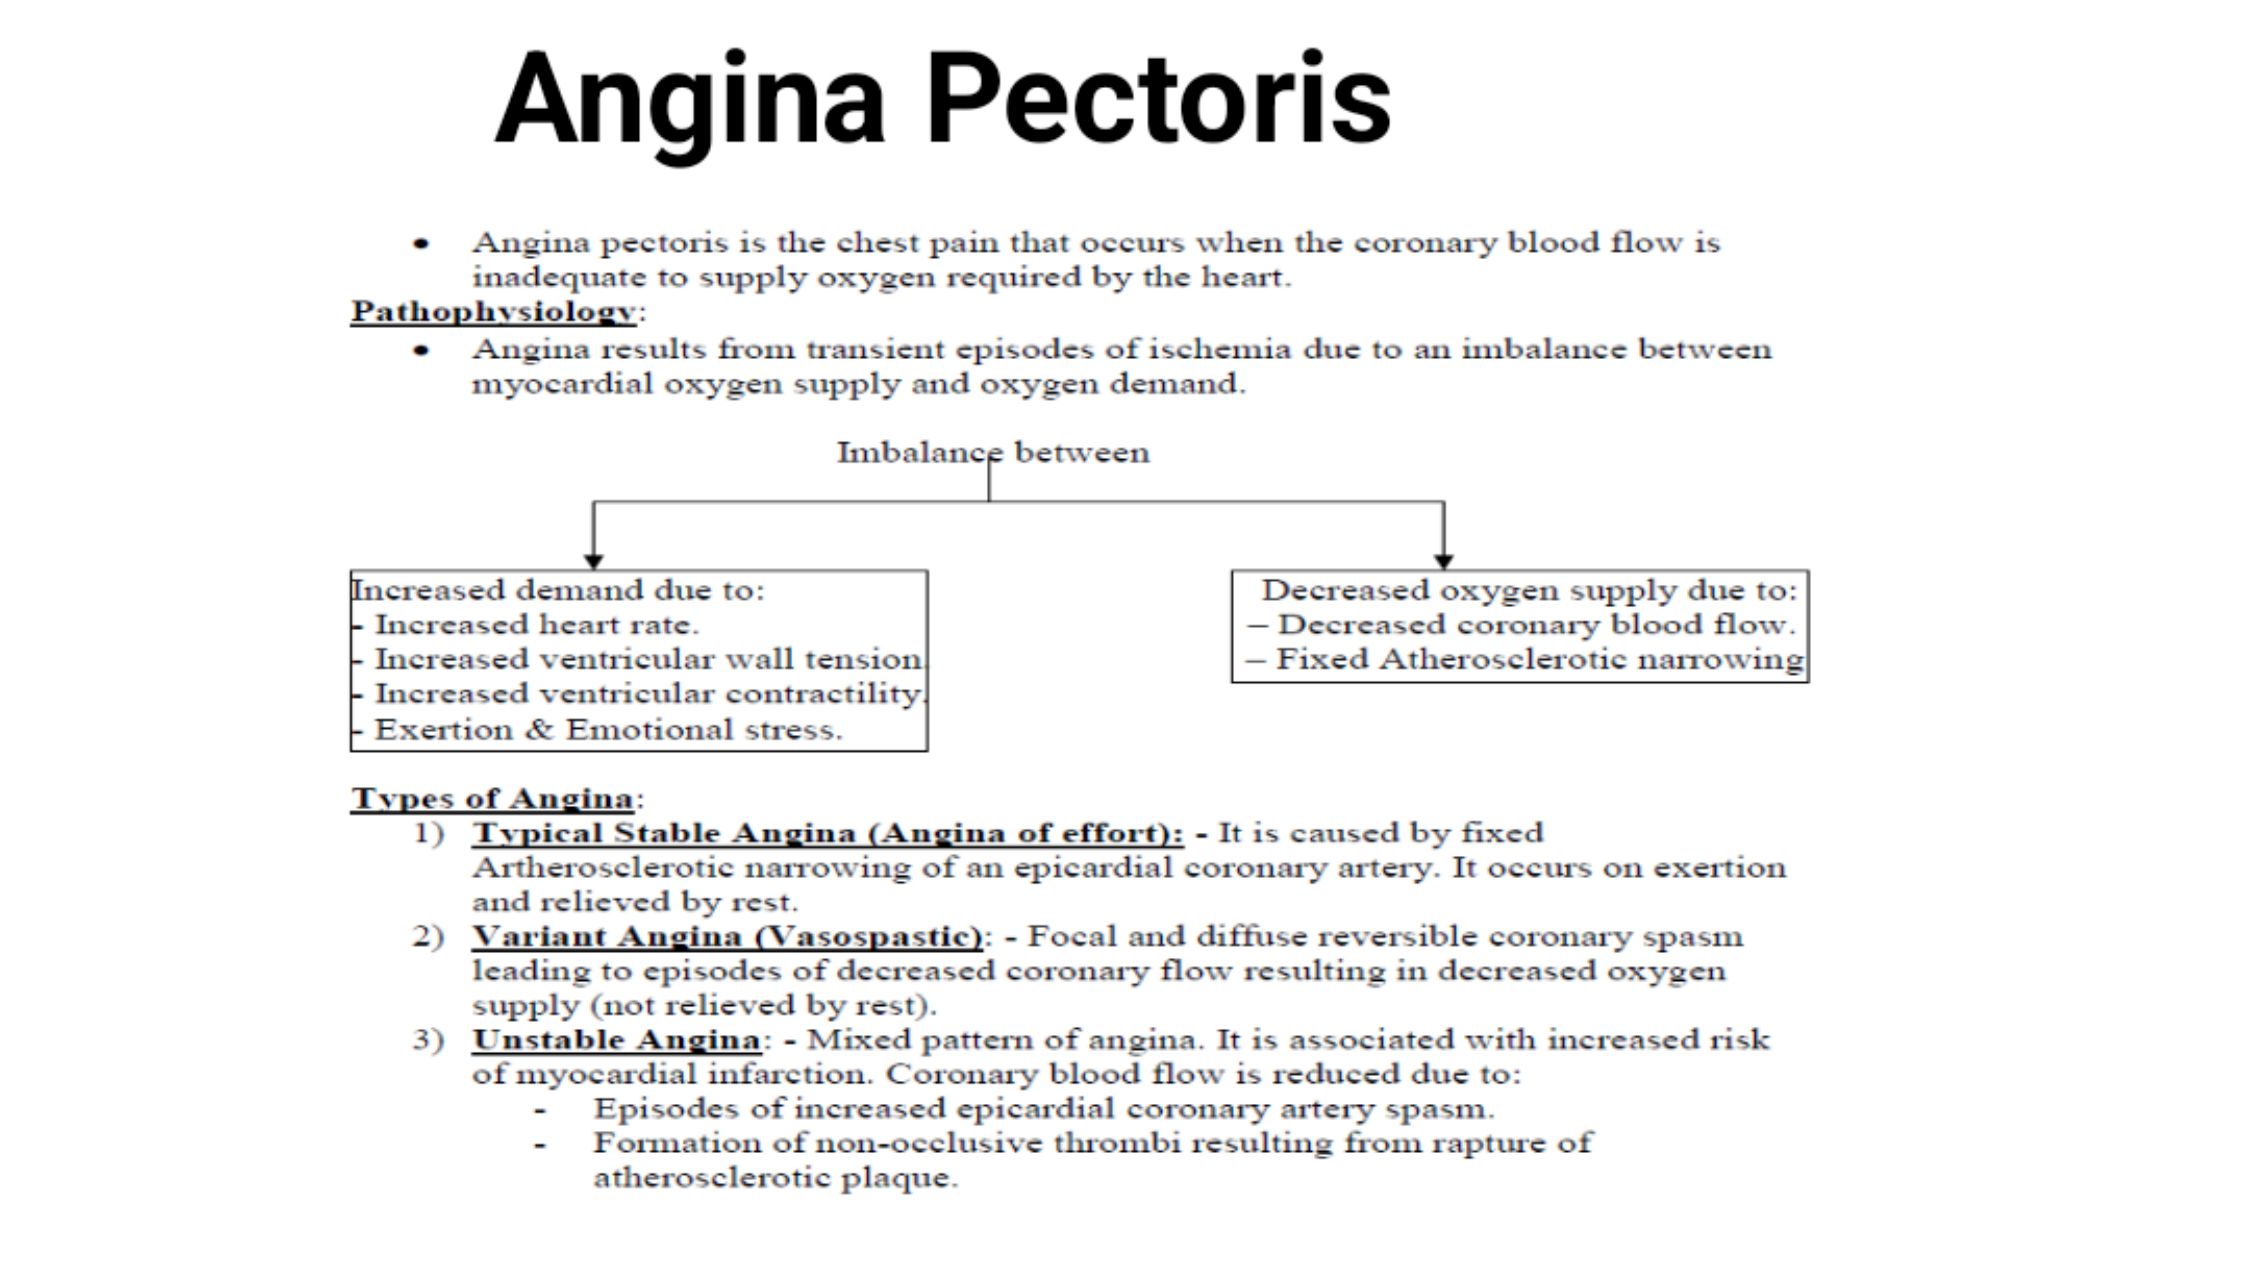 Angina Pectoris
• Angina pectoris is the chest pain that occurs when the coronary blood flow is
inadequate to supply oxygen required by the heart.
Pathophysiology:
• Angina results from transient episodes of ischemia due to an imbalance between
myocardial oxygen supply and oxygen demand.
Imbalance between
Increased demand due to:
- Increased heart rate.
- Increased ventricular wall tension.
- Increased ventricular contractility.
- Exertion & Emotional stress.
Decreased oxygen supply due to:
– Decreased coronary blood flow.
– Fixed Atherosclerotic narrowing
Types of Angina:
1) Typical Stable Angina (Angina of effort): - It is caused by fixed
Artherosclerotic narrowing of an epicardial coronary artery. It occurs on exertion
and relieved by rest.
2) Variant Angina (Vasospastic): - Focal and diffuse reversible coronary spasm
leading to episodes of decreased coronary flow resulting in decreased oxygen
supply (not relieved by rest).
3) Unstable Angina: - Mixed pattern of angina. It is associated with increased risk
of myocardial infarction. Coronary blood flow is reduced due to:
- Episodes of increased epicardial coronary artery spasm.
- Formation of non-occlusive thrombi resulting from rapture of
atherosclerotic plaque.